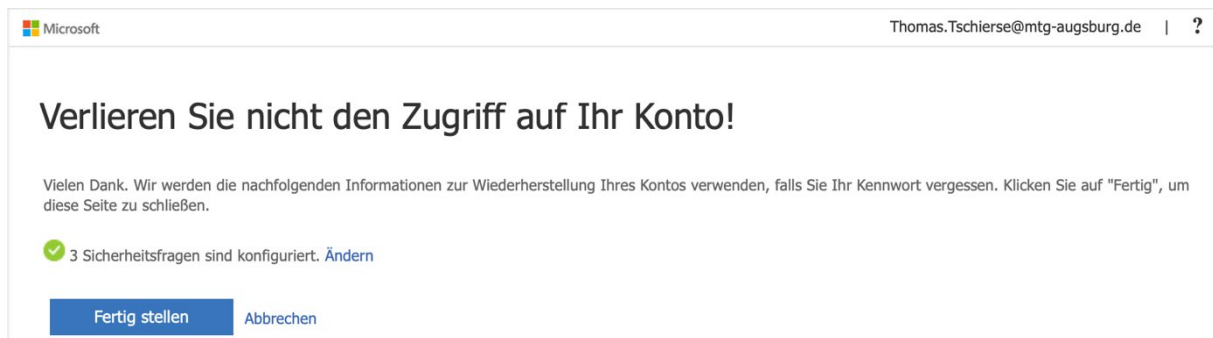 Microsoft
Thomas.Tschierse@mtg-augsburg.de | ?
Verlieren Sie nicht den Zugriff auf Ihr Konto!
Vielen Dank. Wir werden die nachfolgenden Informationen zur Wiederherstellung Ihres Kontos verwenden, falls Sie Ihr Kennwort vergessen. Klicken Sie auf "Fertig", um
diese Seite zu schließen.
3 Sicherheitsfragen sind konfiguriert. Ändern
Fertig stellen
Abbrechen